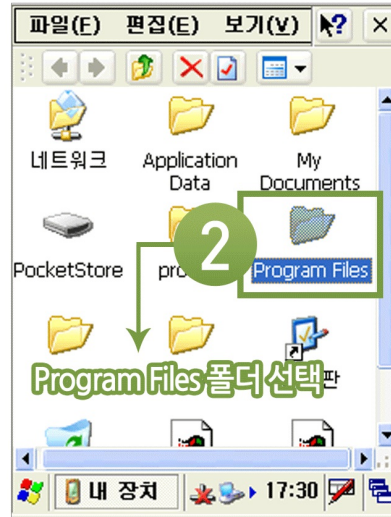 파일(F) 편집(E) 보기(V)
네트워크 Application Data My Documents
PocketStore Program Files
2
Program Files 폴더 선택
내 장치 17:30